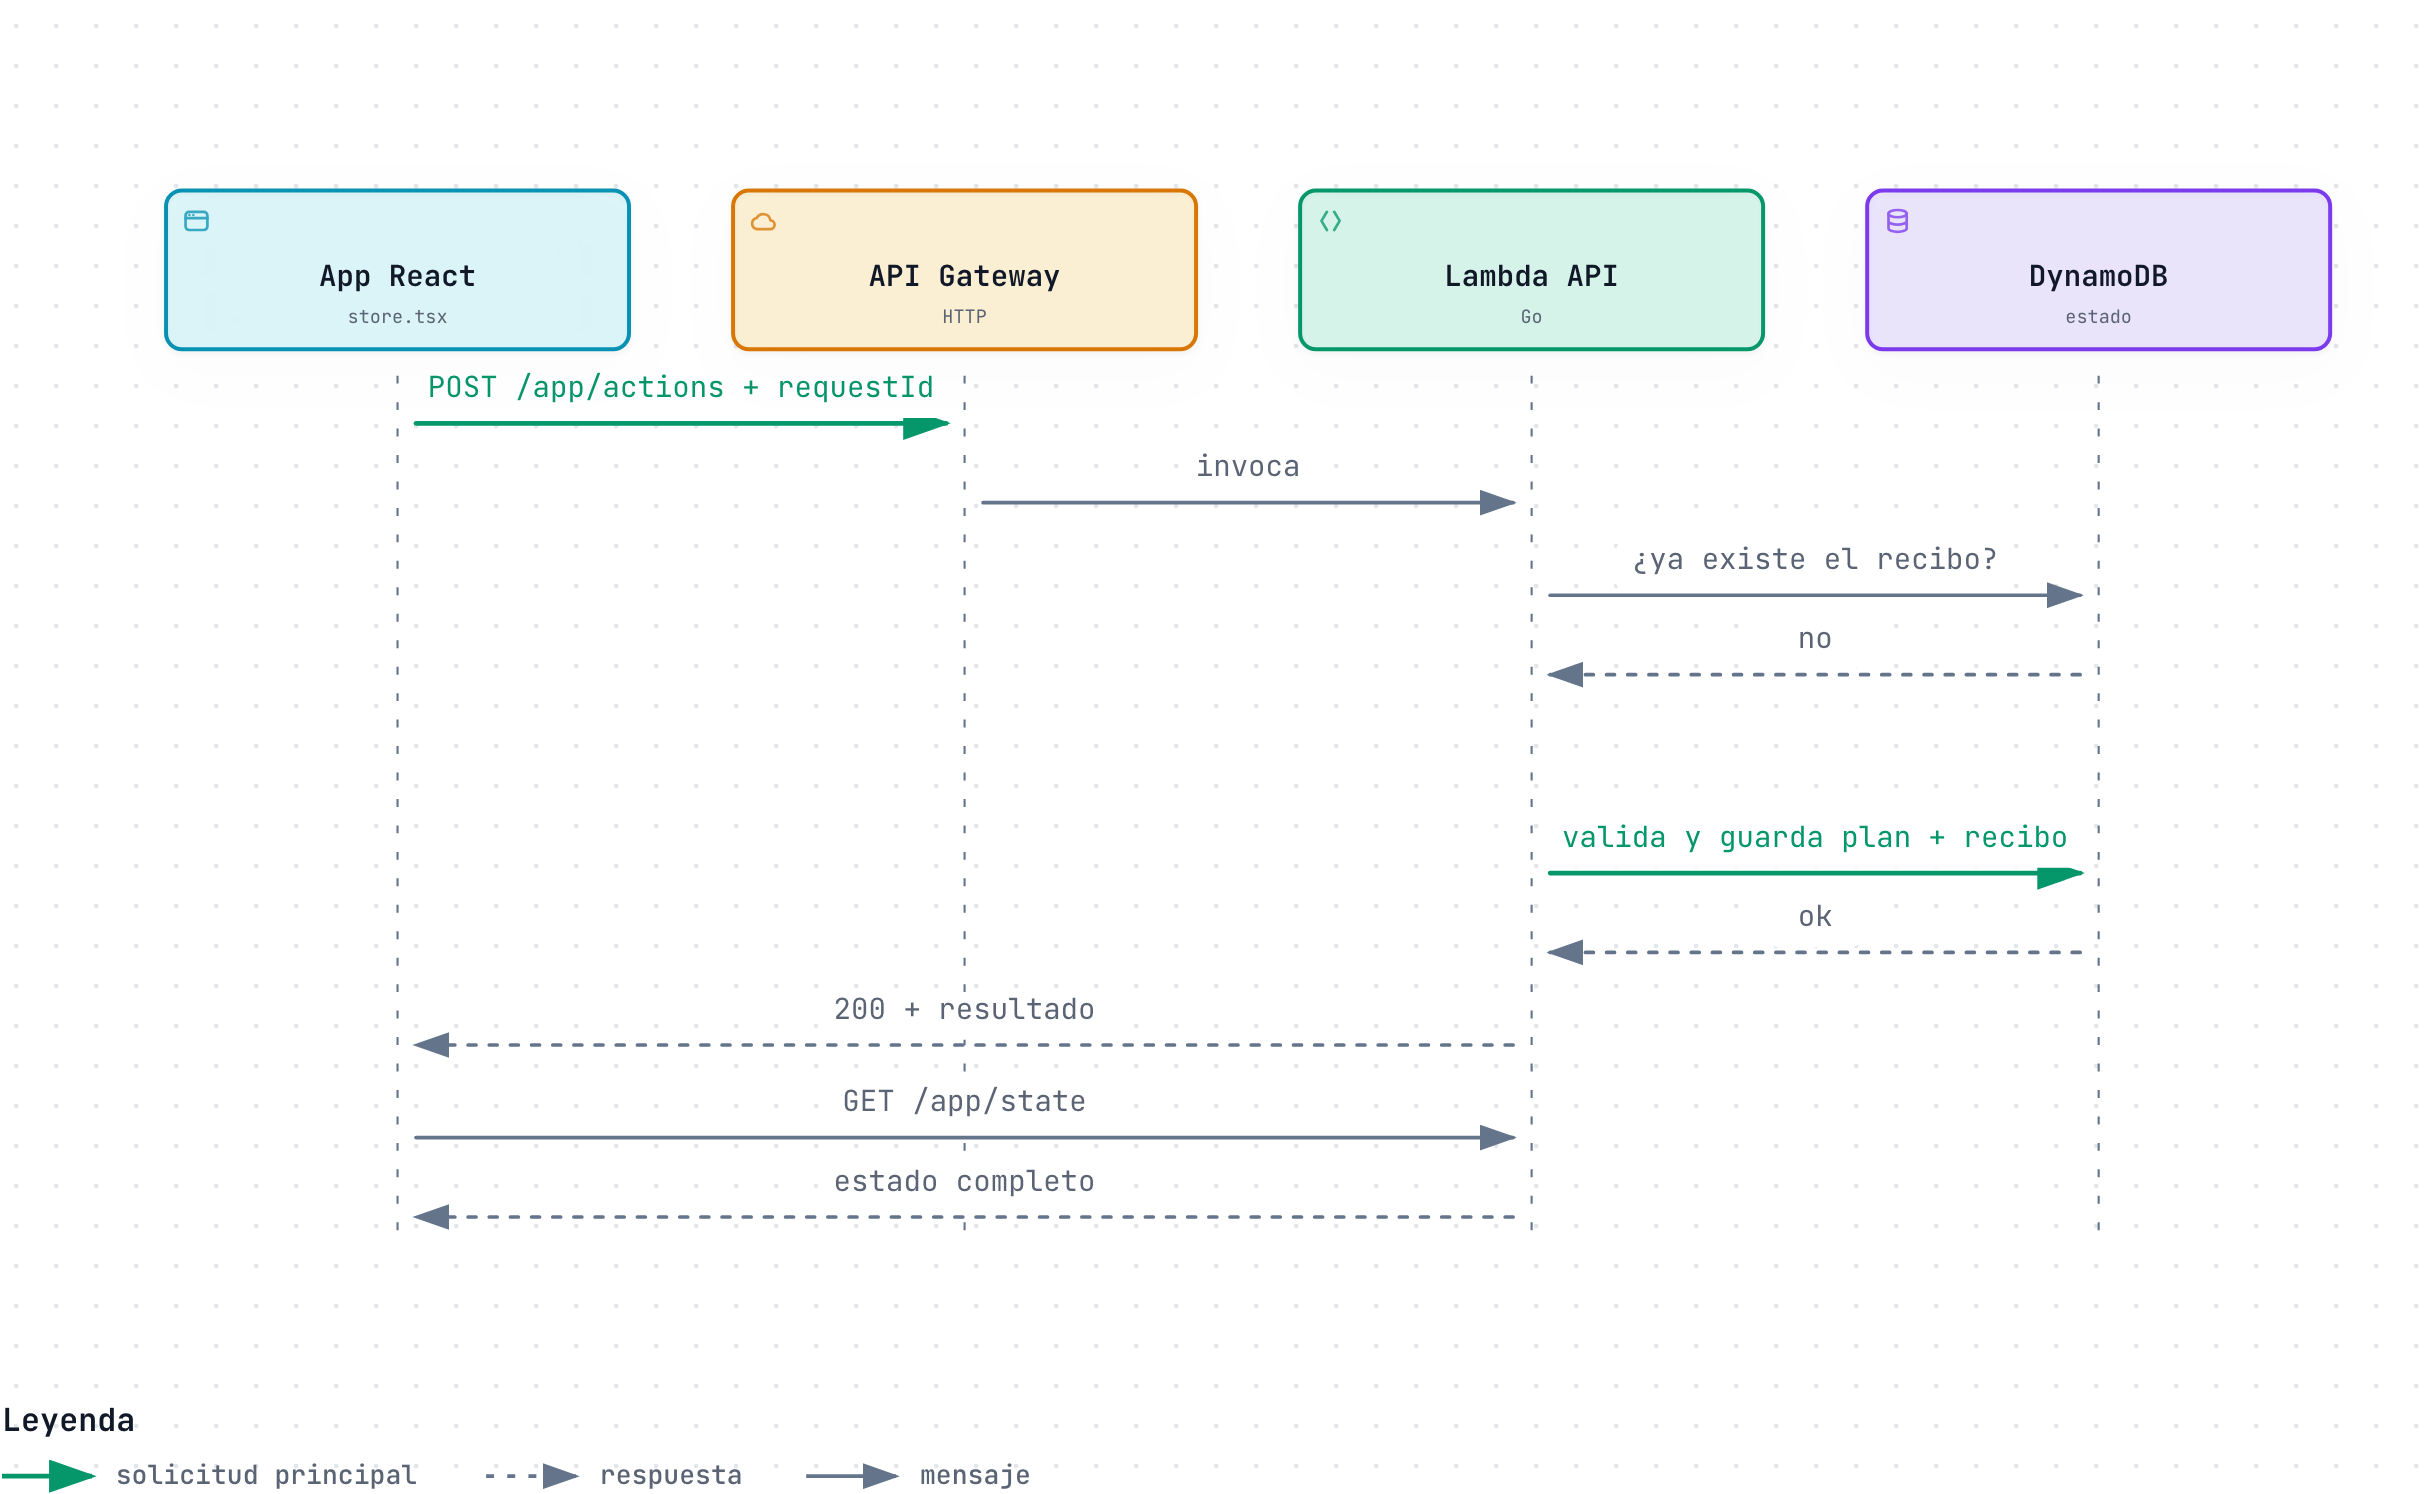 App React
store.tsx
API Gateway
HTTP
Lambda API
Go
DynamoDB
estado
POST /app/actions + requestId
invoca
¿ya existe el recibo?
no
valida y guarda plan + recibo
ok
200 + resultado
GET /app/state
estado completo
Leyenda
solicitud principal
respuesta
mensaje